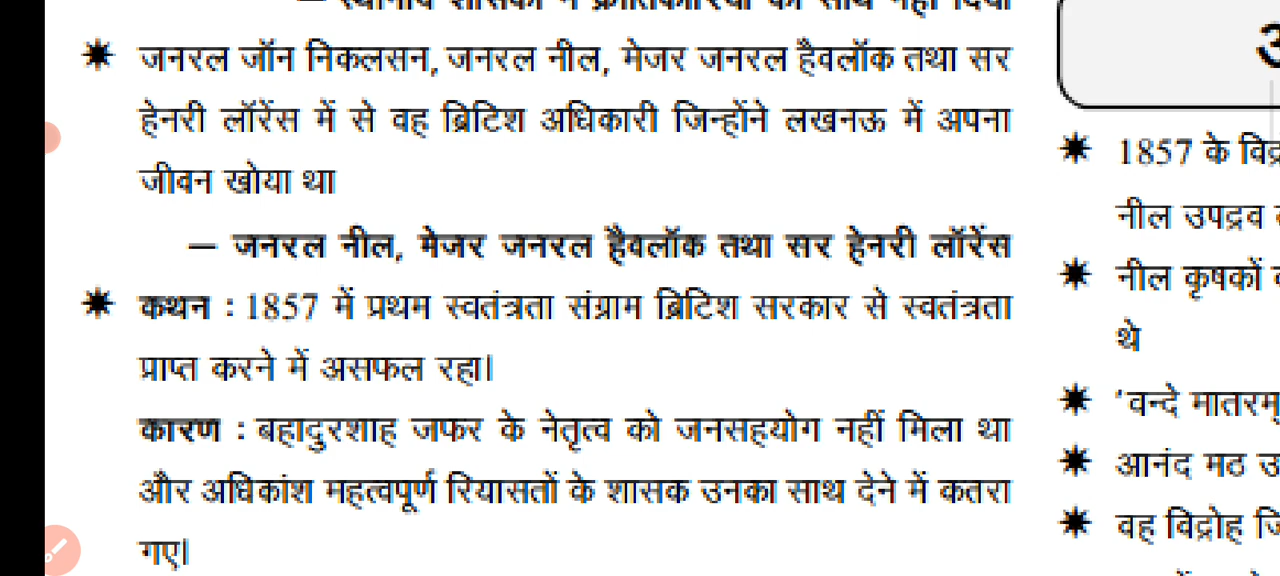 जनरल जॉन निकलसन, जनरल नील, मेजर जनरल हैवलॉक तथा सर
हेनरी लॉरेंस में से वह ब्रिटिश अधिकारी जिन्होंने लखनऊ में अपना
जीवन खोया था
– जनरल नील, मेजर जनरल हैवलॉक तथा सर हेनरी लॉरेंस
कथन : 1857 में प्रथम स्वतंत्रता संग्राम ब्रिटिश सरकार से स्वतंत्रता
प्राप्त करने में असफल रहा।
कारण : बहादुरशाह जफर के नेतृत्व को जनसहयोग नहीं मिला था
और अधिकांश महत्वपूर्ण रियासतों के शासक उनका साथ देने में कतरा
गए।
1857 के
नील उपद्रव
नील कृषकों
थे
'वन्दे
आनंद मठ
वह विद्रोह